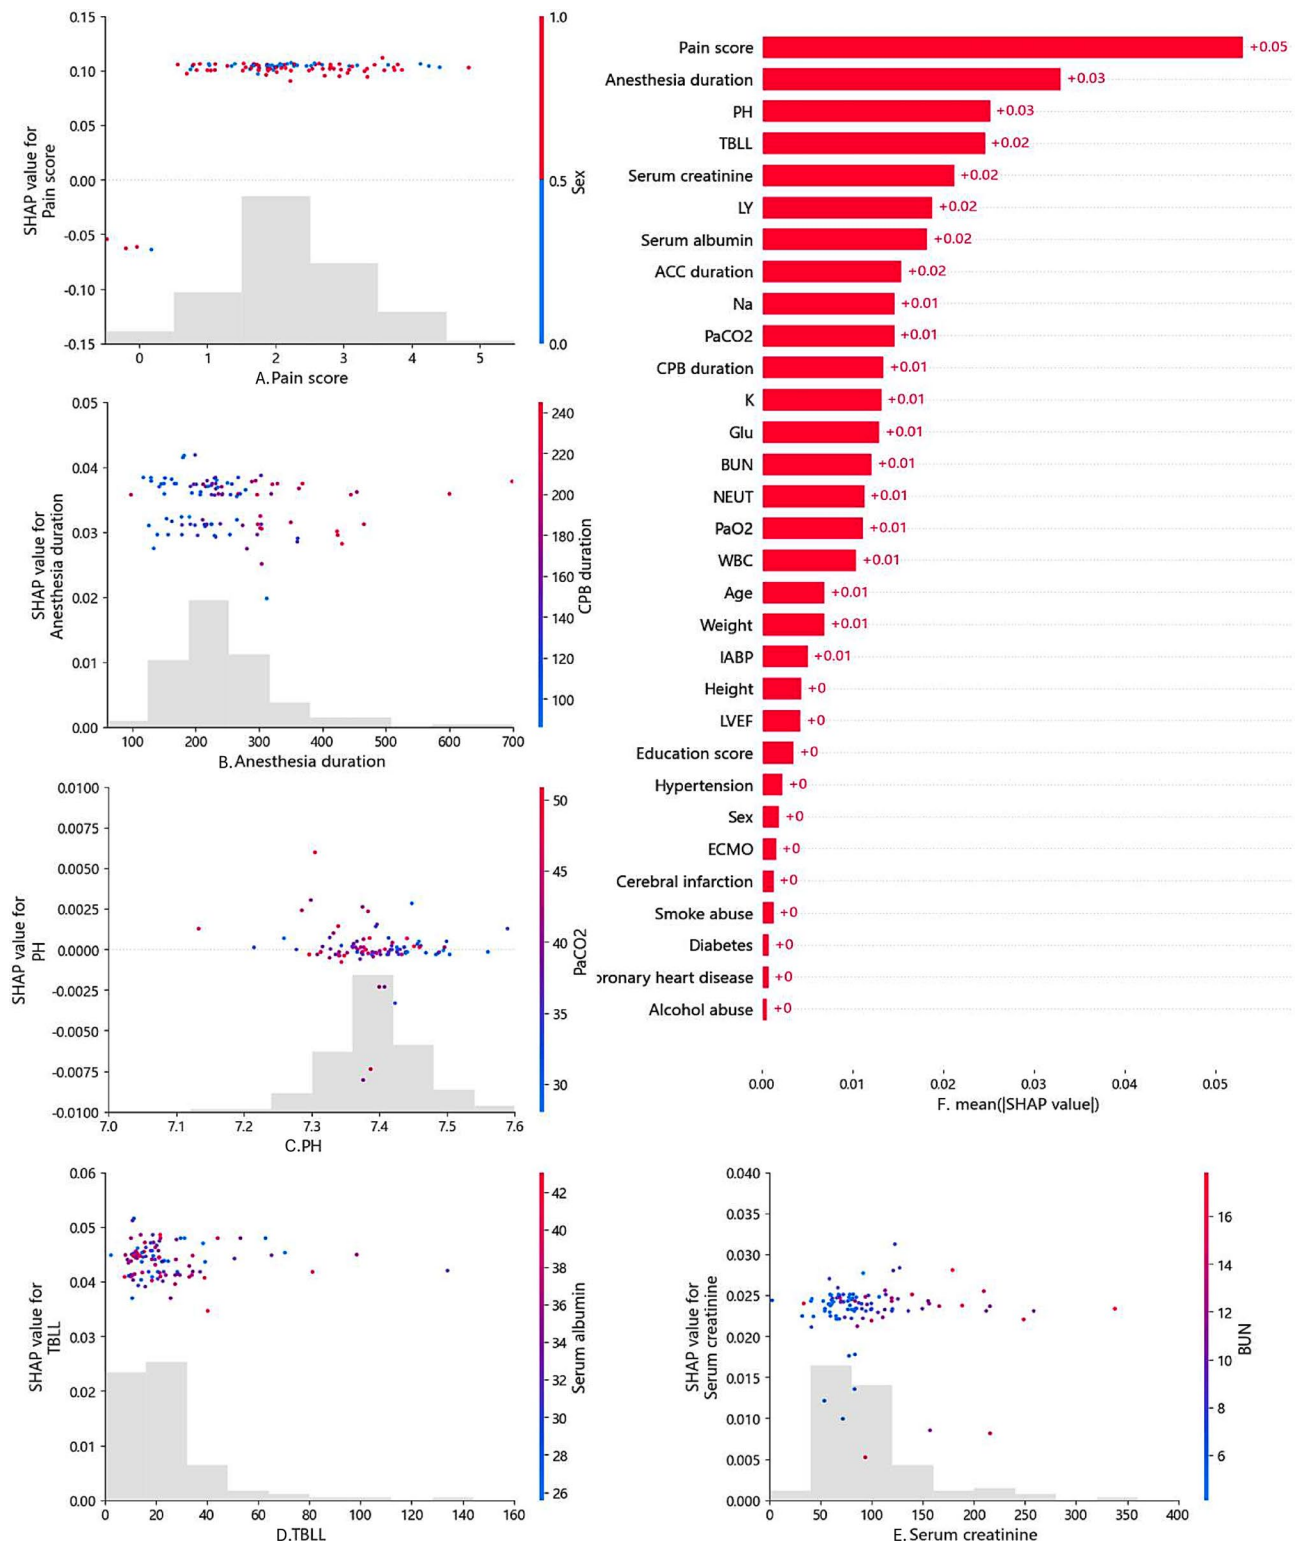 0.15
0.10
0.05
0.00
-0.05
-0.10
-0.15
SHAP value for
Pain score
0 1 2 3 4 5
A.Pain score
1.0
0.5
0.0
Sex
0.05
0.04
0.03
0.02
0.01
0.00
SHAP value for
Anesthesia duration
100 200 300 400 500 600 700
B.Anesthesia duration
240
220
200
180
160
140
120
100
CPB duration
0.0100
0.0075
0.0050
0.0025
0.0000
-0.0025
-0.0050
-0.0075
-0.0100
SHAP value for
PH
7.0 7.1 7.2 7.3 7.4 7.5 7.6
C.PH
50
45
40
35
30
PaCO2
Pain score +0.05
Anesthesia duration +0.03
PH +0.03
TBLL +0.02
Serum creatinine +0.02
LY +0.02
Serum albumin +0.02
ACC duration +0.02
Na +0.01
PaCO2 +0.01
CPB duration +0.01
K +0.01
Glu +0.01
BUN +0.01
NEUT +0.01
PaO2 +0.01
WBC +0.01
Age +0.01
Weight +0.01
IABP +0.01
Height +0
LVEF +0
Education score +0
Hypertension +0
Sex +0
ECMO +0
Cerebral infarction +0
Smoke abuse +0
Diabetes +0
oronary heart disease +0
Alcohol abuse +0
0.00 0.01 0.02 0.03 0.04 0.05
F. mean(|SHAP value|)
0.06
0.05
0.04
0.03
0.02
0.01
0.00
SHAP value for
TBLL
0 20 40 60 80 100 120 140 160
D.TBLL
42
40
38
36
34
32
30
28
26
Serum albumin
0.040
0.035
0.030
0.025
0.020
0.015
0.010
0.005
0.000
SHAP value for
Serum creatinine
0 50 100 150 200 250 300 350 400
E. Serum creatinine
16
14
12
10
8
6
BUN